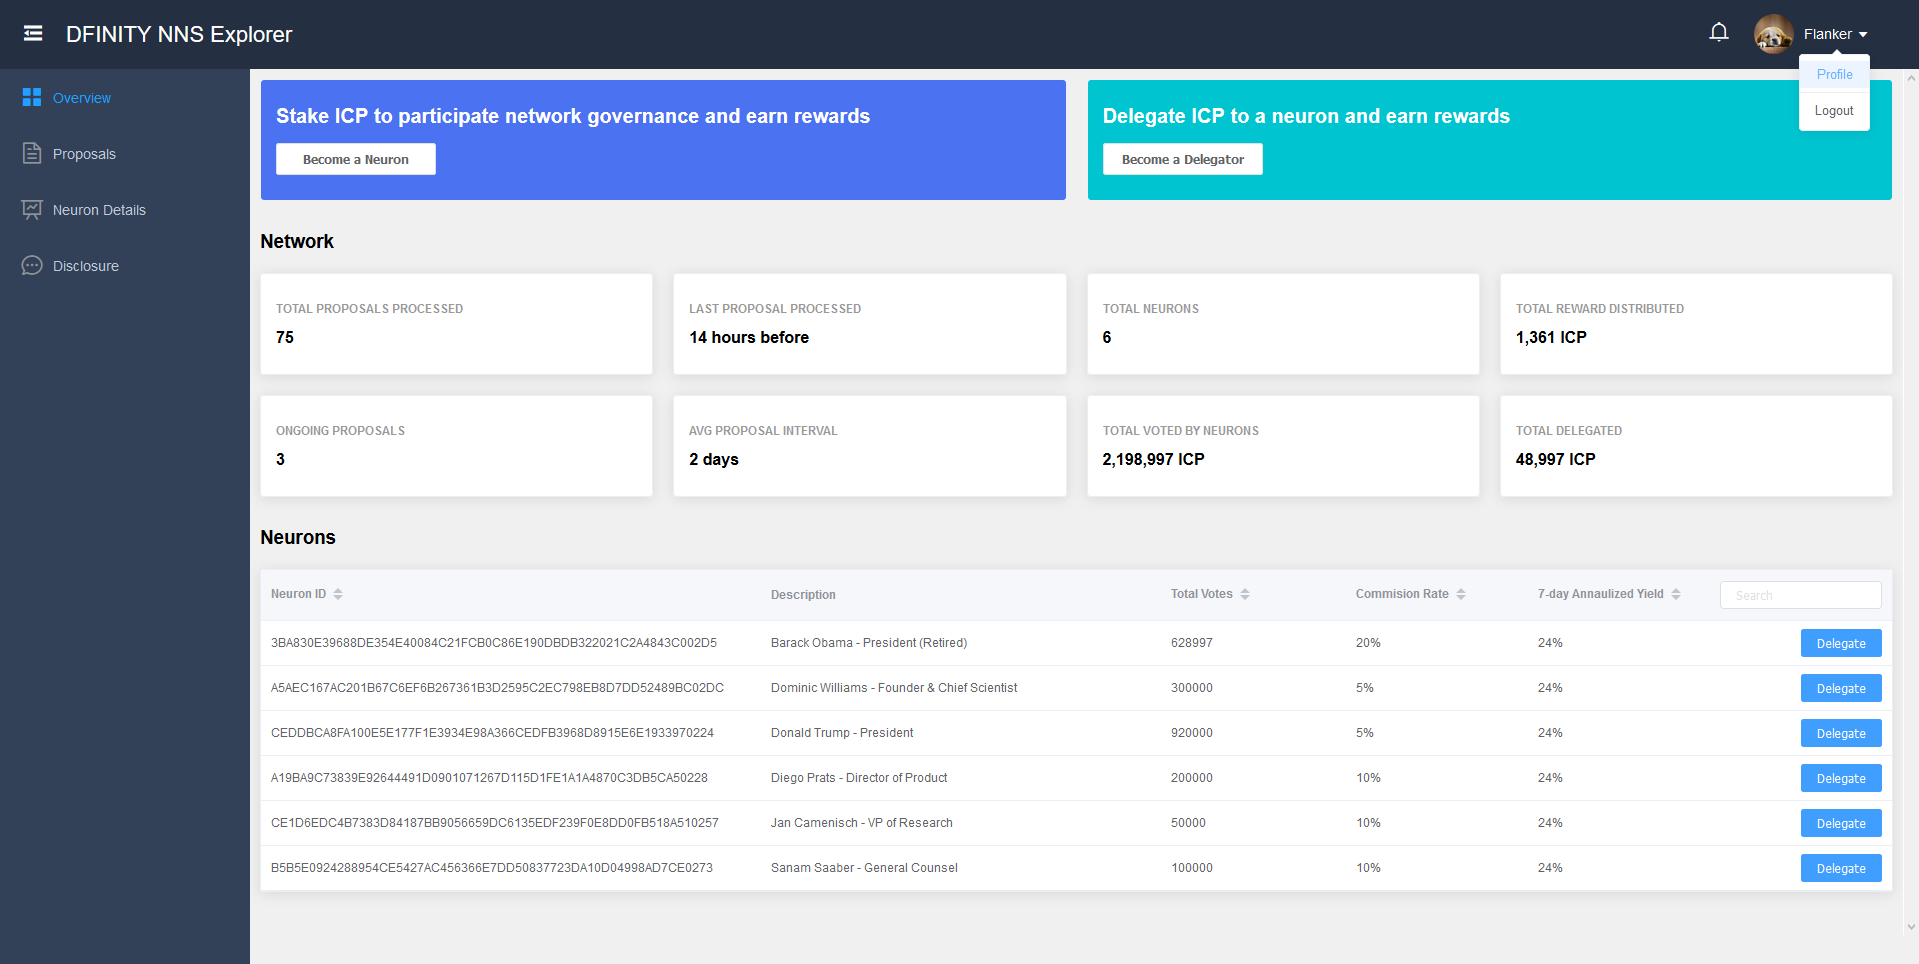 DFINITY NNS Explorer
Flanker
Profile
Logout
Overview
Proposals
Neuron Details
Disclosure
Stake ICP to participate network governance and earn rewards
Become a Neuron
Delegate ICP to a neuron and earn rewards
Become a Delegator
Network
TOTAL PROPOSALS PROCESSED
75
LAST PROPOSAL PROCESSED
14 hours before
TOTAL NEURONS
6
TOTAL REWARD DISTRIBUTED
1,361 ICP
ONGOING PROPOSALS
3
AVG PROPOSAL INTERVAL
2 days
TOTAL VOTED BY NEURONS
2,198,997 ICP
TOTAL DELEGATED
48,997 ICP
Neurons
Neuron ID Description Total Votes Commision Rate 7-day Annaulized Yield Search
3BA830E39688DE354E40084C21FCB0C86E190DBDB322021C2A4843C002D5 Barack Obama - President (Retired) 628997 20% 24% Delegate
A5AEC167AC201B67C6EF6B267361B3D2595C2EC798EB8D7DD52489BC02DC Dominic Williams - Founder & Chief Scientist 300000 5% 24% Delegate
CEDDBCA8FA100E5E177F1E3934E98A366CEDFB3968D8915E6E1933970224 Donald Trump - President 920000 5% 24% Delegate
A19BA9C73839E92644491D0901071267D115D1FE1A1A4870C3DB5CA50228 Diego Prats - Director of Product 200000 10% 24% Delegate
CE1D6EDC4B7383D84187BB9056659DC6135EDF239F0E8DD0FB518A510257 Jan Camenisch - VP of Research 50000 10% 24% Delegate
B5B5E0924288954CE5427AC456366E7DD50837723DA10D04998AD7CE0273 Sanam Saaber - General Counsel 100000 10% 24% Delegate